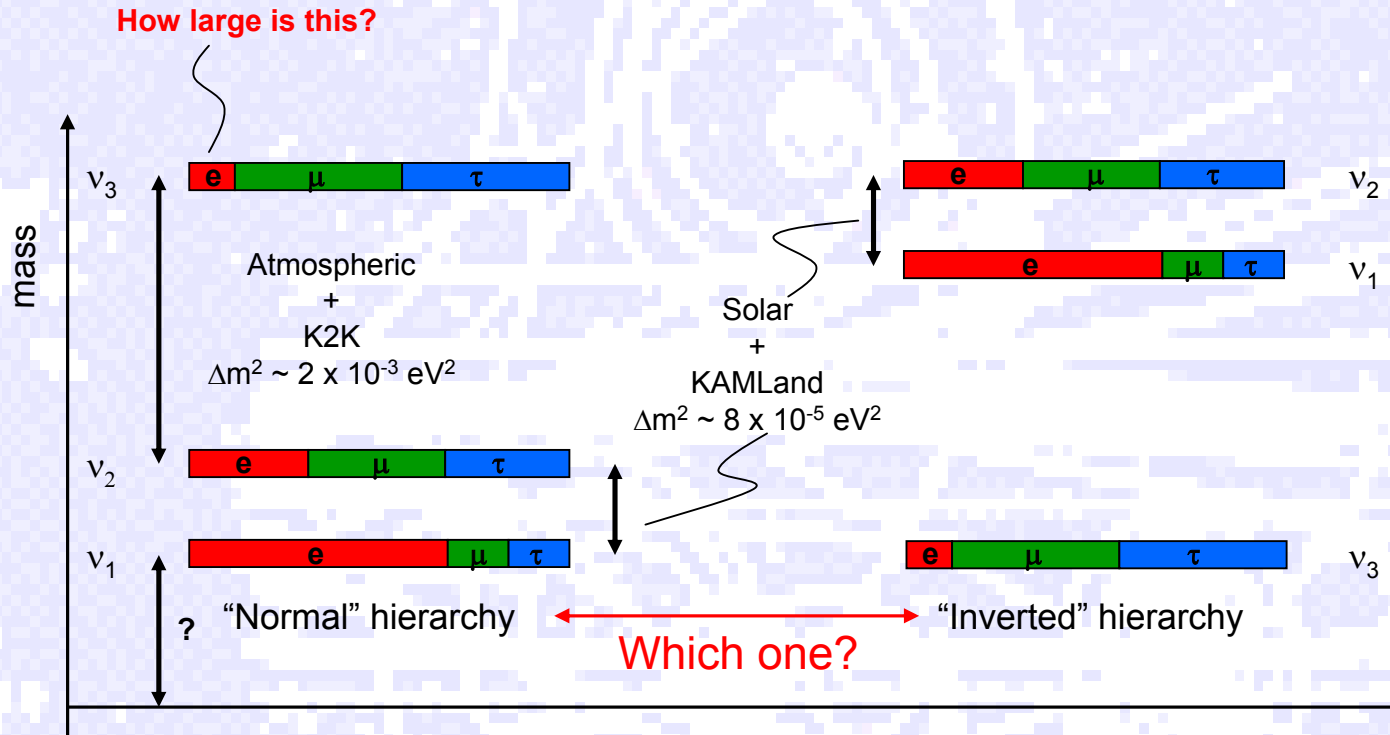 How large is this?
mass
ν3
e μ τ
Atmospheric
+
K2K
Δm² ~ 2 x 10⁻³ eV²
ν2
e μ τ
ν1
e μ τ
?
“Normal” hierarchy
Solar
+
KAMLand
Δm² ~ 8 x 10⁻⁵ eV²
Which one?
e μ τ
ν2
e μ τ
ν1
e μ τ
ν3
“Inverted” hierarchy